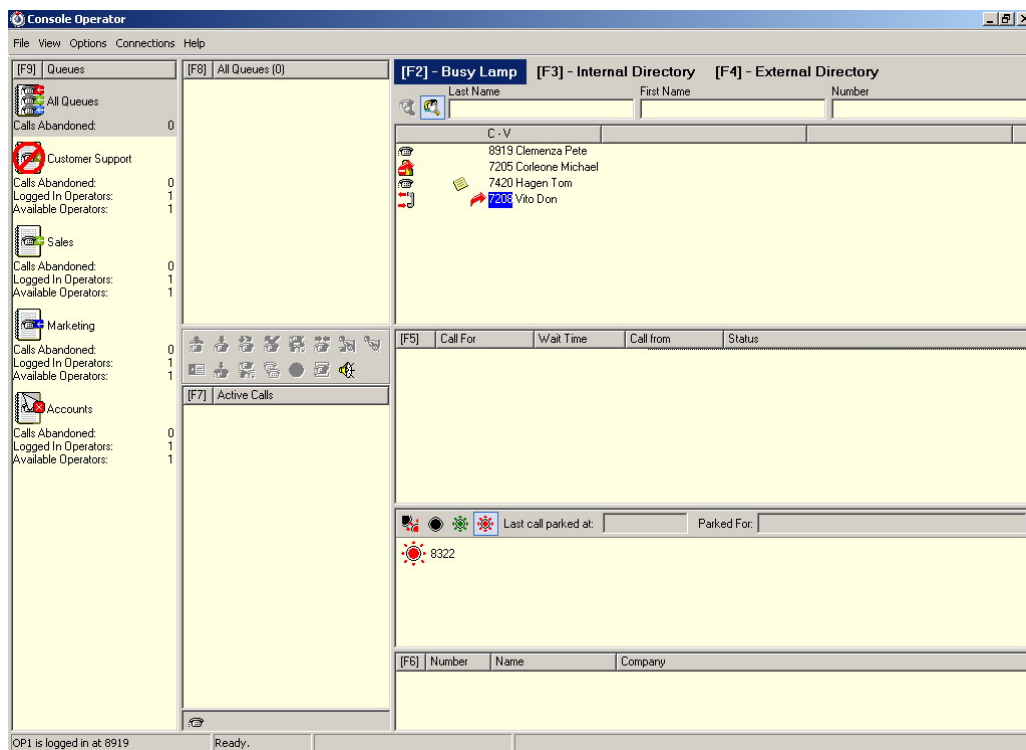 Console Operator
File View Options Connections Help
[F9] Queues
All Queues
Calls Abandoned: 0
Customer Support
Calls Abandoned: 0
Logged In Operators: 1
Available Operators: 1
Sales
Calls Abandoned: 0
Logged In Operators: 1
Available Operators: 1
Marketing
Calls Abandoned: 0
Logged In Operators: 1
Available Operators: 1
Accounts
Calls Abandoned: 0
Logged In Operators: 1
Available Operators: 1
[F8] All Queues (0)
[F7] Active Calls
[F2] - Busy Lamp [F3] - Internal Directory [F4] - External Directory
Last Name First Name Number
C - V
8919 Clemenza Pete
7205 Corleone Michael
7420 Hagen Tom
7208 Vito Don
[F5] Call For Wait Time Call from Status
Last call parked at: Parked For:
8322
[F6] Number Name Company
OP1 is logged in at 8919 Ready.